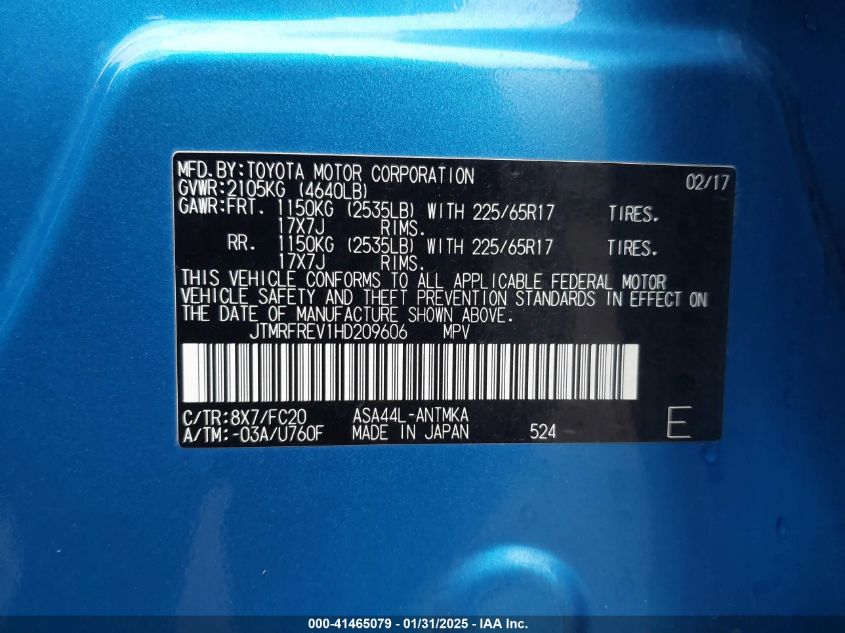 MFD.BY:TOYOTA MOTOR CORPORATION 02/17
GVWR:2105KG (4640LB)
GAWR:FRT. 1150KG (2535LB) WITH 225/65R17 TIRES.
17X7J RIMS.
RR. 1150KG (2535LB) WITH 225/65R17 TIRES.
17X7J RIMS.
THIS VEHICLE CONFORMS TO ALL APPLICABLE FEDERAL MOTOR
VEHICLE SAFETY AND THEFT PREVENTION STANDARDS IN EFFECT ON
THE DATE OF MANUFACTURE SHOWN ABOVE.
JTMRFREV1HD209606 MPV
C/TR:8X7/FC20 ASA44L-ANTMKA
A/TM:-03A/U760F MADE IN JAPAN 524 E
000-41465079 - 01/31/2025 - IAA Inc.